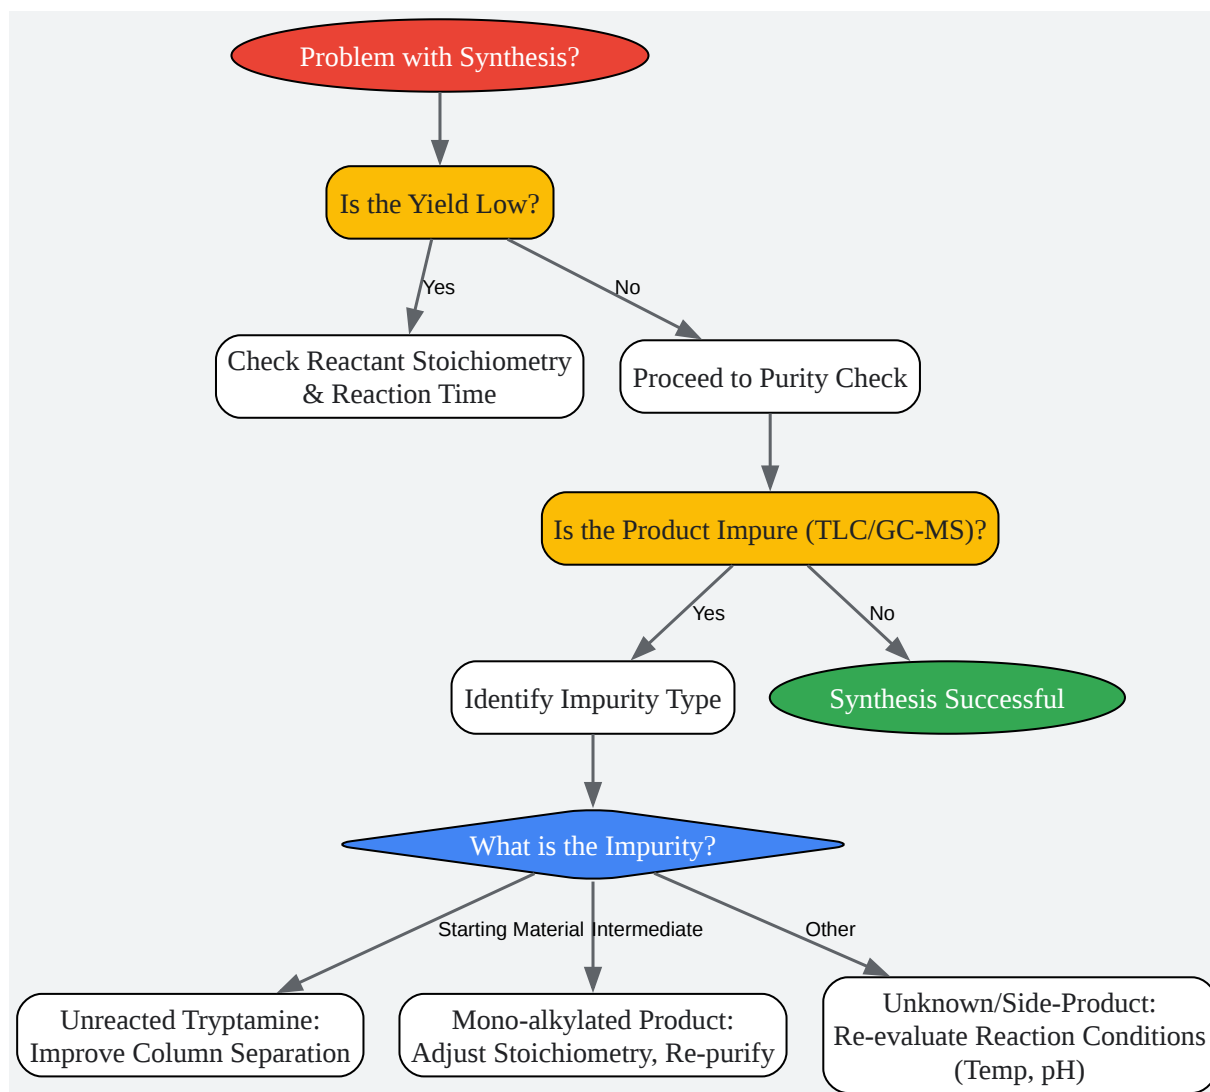 Problem with Synthesis?
Is the Yield Low?
Yes
No
Check Reactant Stoichiometry
& Reaction Time
Proceed to Purity Check
Is the Product Impure (TLC/GC-MS)?
Yes
No
Identify Impurity Type
Synthesis Successful
What is the Impurity?
Starting Material
Intermediate
Other
Unreacted Tryptamine:
Improve Column Separation
Mono-alkylated Product:
Adjust Stoichiometry, Re-purify
Unknown/Side-Product:
Re-evaluate Reaction Conditions
(Temp, pH)